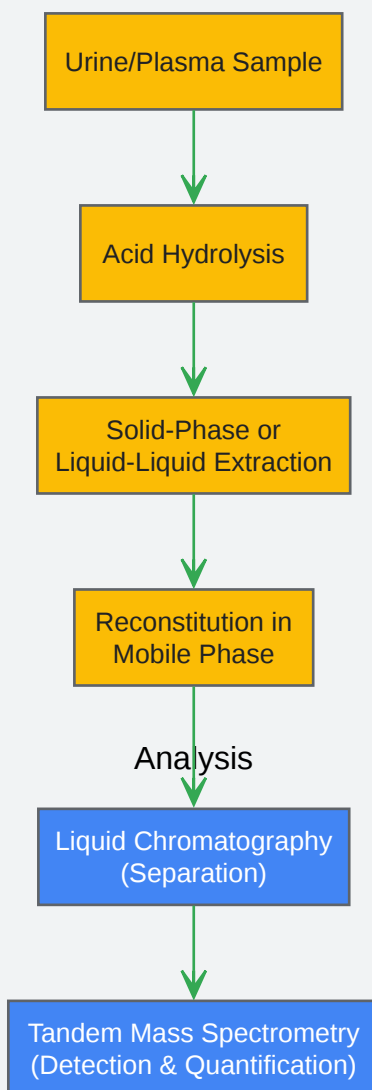 Urine/Plasma Sample
Acid Hydrolysis
Solid-Phase or
Liquid-Liquid Extraction
Reconstitution in
Mobile Phase
Analysis
Liquid Chromatography
(Separation)
Tandem Mass Spectrometry
(Detection & Quantification)